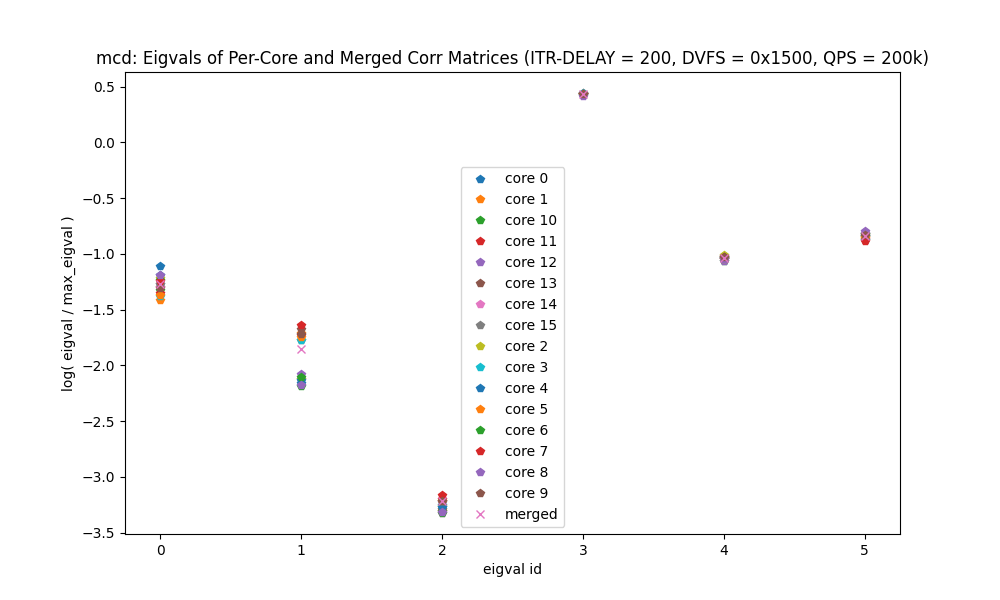 mcd: Eigvals of Per-Core and Merged Corr Matrices (ITR-DELAY = 200, DVFS = 0x1500, QPS = 200k)
log( eigval / max_eigval )
0.5
0.0
−0.5
−1.0
−1.5
−2.0
−2.5
−3.0
−3.5
core 0
core 1
core 10
core 11
core 12
core 13
core 14
core 15
core 2
core 3
core 4
core 5
core 6
core 7
core 8
core 9
merged
0 1 2 3 4 5
eigval id